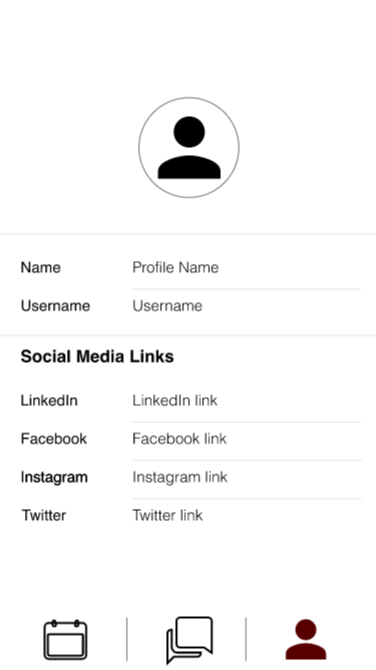 Name Profile Name
Username Username
Social Media Links
LinkedIn LinkedIn link
Facebook Facebook link
Instagram Instagram link
Twitter Twitter link